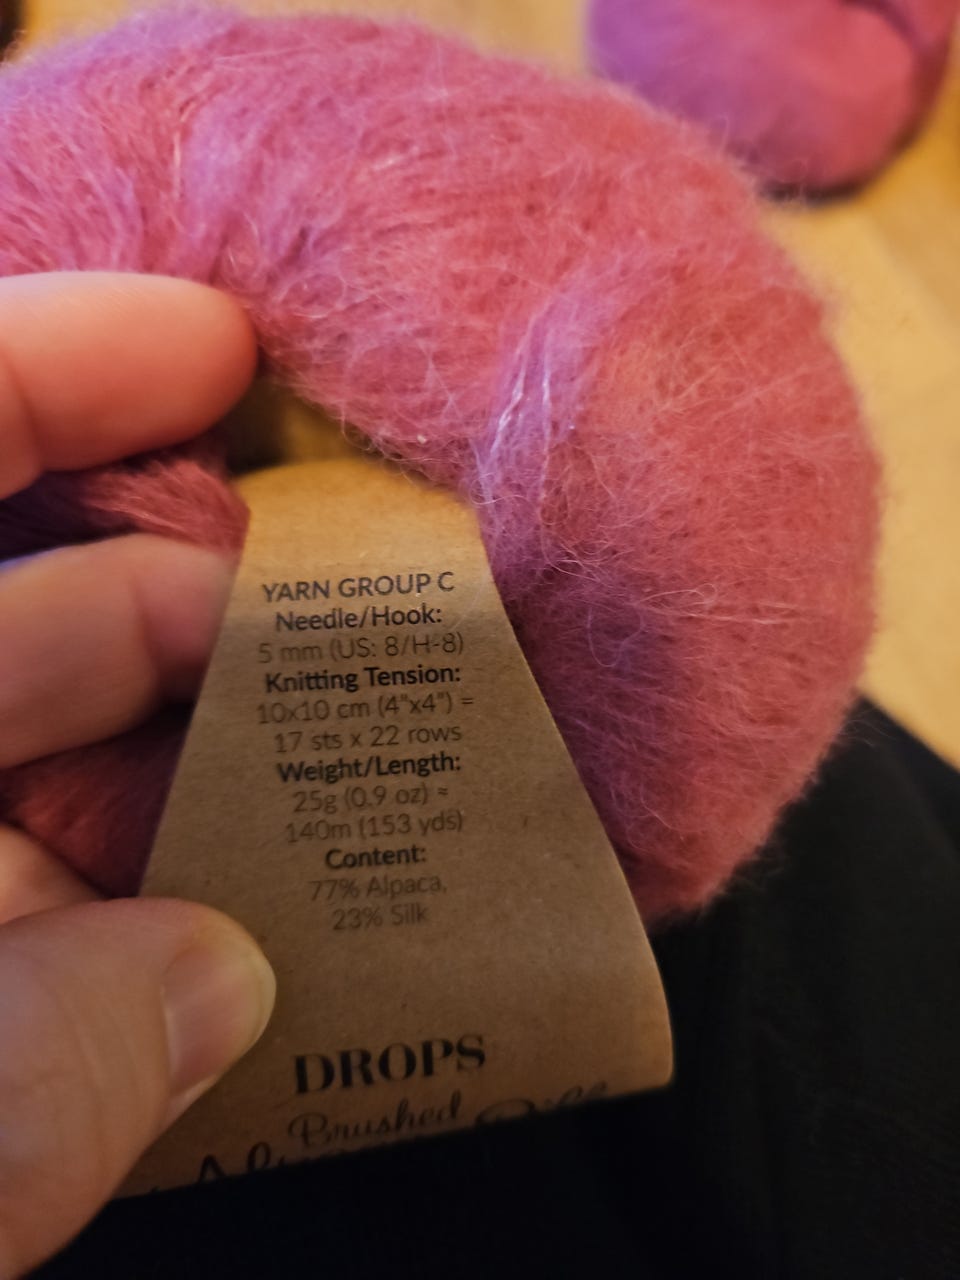 YARN GROUP C
Needle/Hook:
5 mm (US: 8/H-8)
Knitting Tension:
10x10 cm (4"x4") =
17 sts x 22 rows
Weight/Length:
25g (0.9 oz) ≈
140m (153 yds)
Content:
77% Alpaca,
23% Silk
DROPS
Brushed